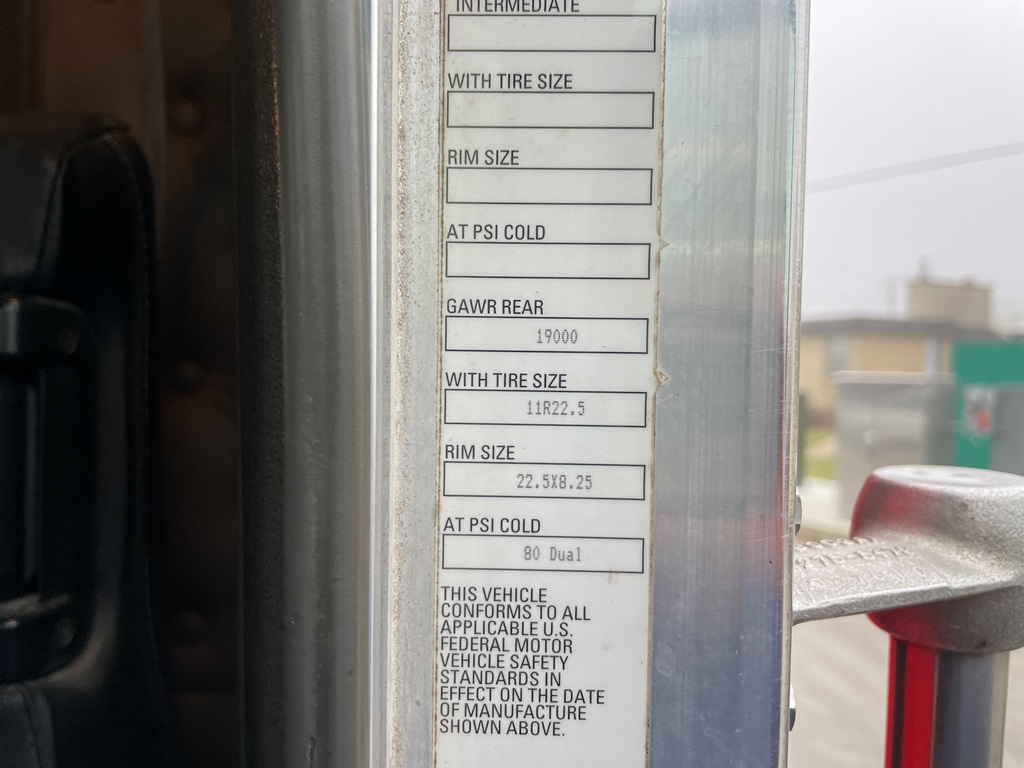 INTERMEDIATE
WITH TIRE SIZE
RIM SIZE
AT PSI COLD
GAWR REAR
19000
WITH TIRE SIZE
11R22.5
RIM SIZE
22.5X8.25
AT PSI COLD
80 Dual
THIS VEHICLE
CONFORMS TO ALL
APPLICABLE U.S.
FEDERAL MOTOR
VEHICLE SAFETY
STANDARDS IN
EFFECT ON THE DATE
OF MANUFACTURE
SHOWN ABOVE.